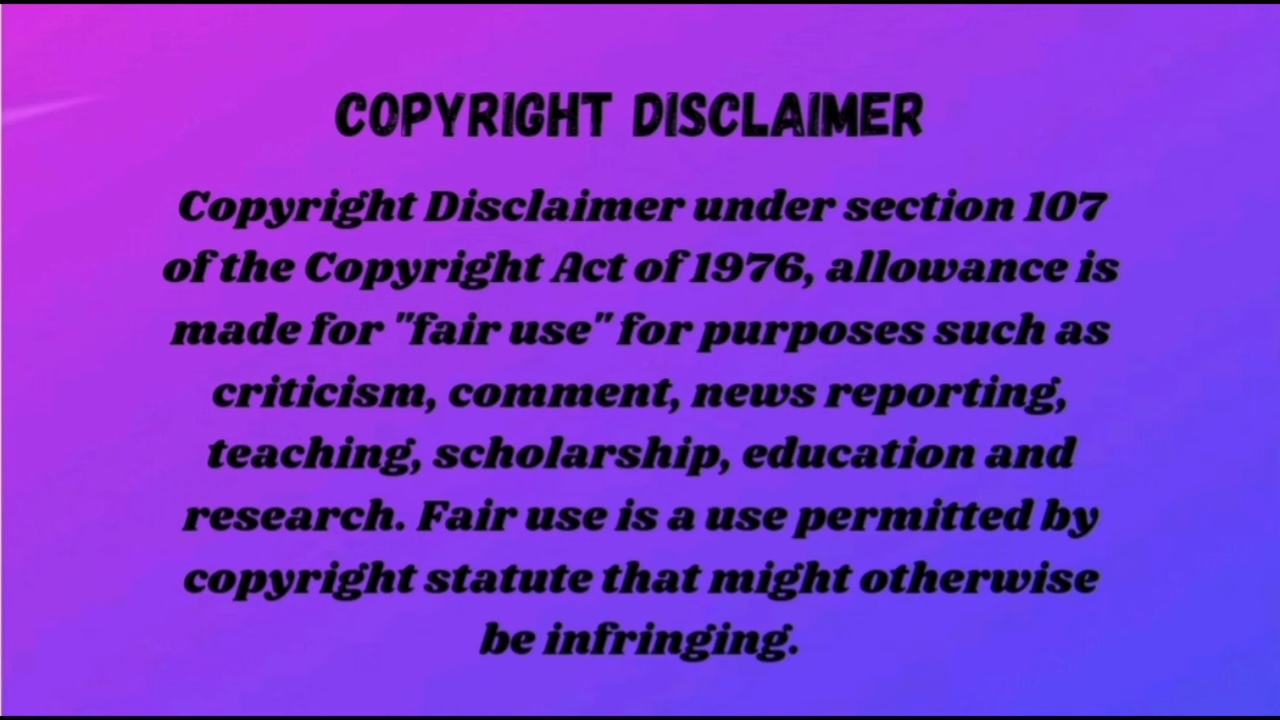 COPYRIGHT DISCLAIMER
Copyright Disclaimer under section 107
of the Copyright Act of 1976, allowance is
made for "fair use" for purposes such as
criticism, comment, news reporting,
teaching, scholarship, education and
research. Fair use is a use permitted by
copyright statute that might otherwise
be infringing.